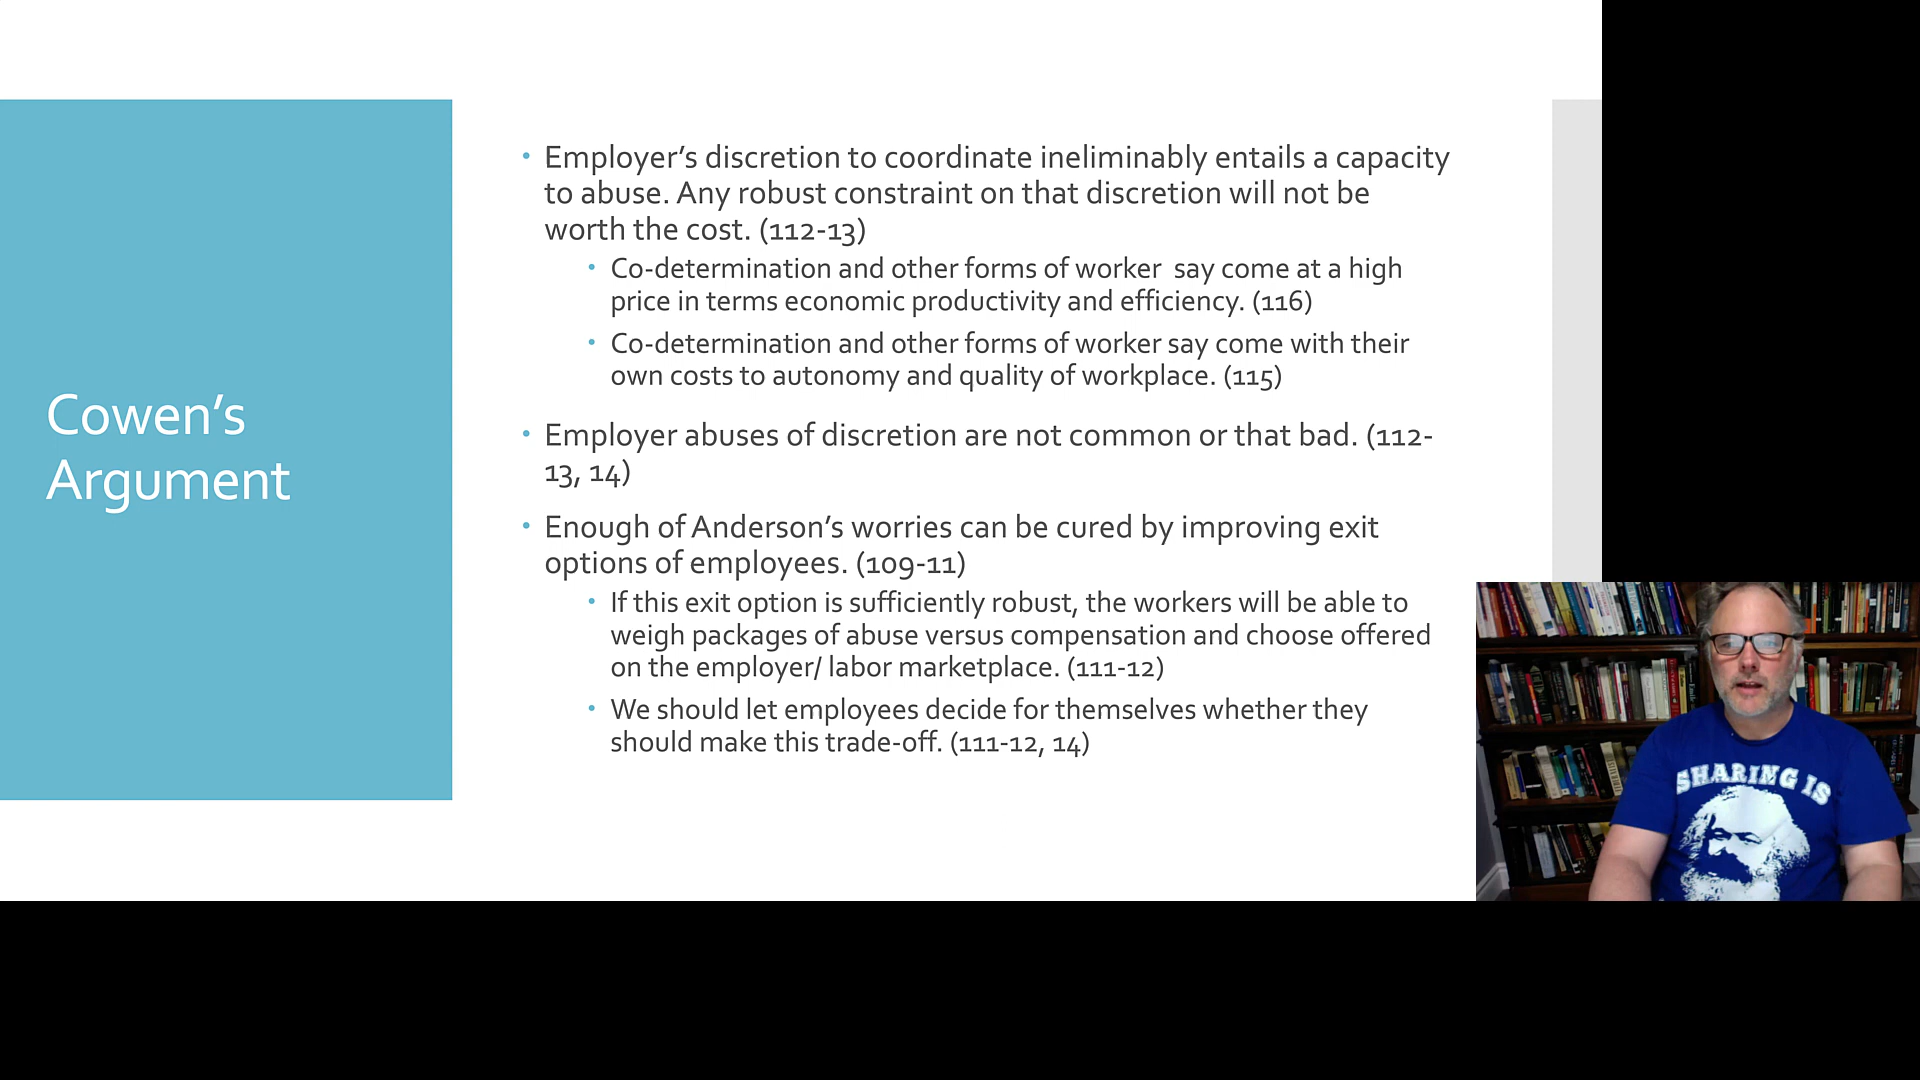 Cowen’s
Argument
• Employer’s discretion to coordinate ineliminably entails a capacity
to abuse. Any robust constraint on that discretion will not be
worth the cost. (112-13)
• Co-determination and other forms of worker  say come at a high
price in terms economic productivity and efficiency. (116)
• Co-determination and other forms of worker say come with their
own costs to autonomy and quality of workplace. (115)
• Employer abuses of discretion are not common or that bad. (112-
13, 14)
• Enough of Anderson’s worries can be cured by improving exit
options of employees. (109-11)
• If this exit option is sufficiently robust, the workers will be able to
weigh packages of abuse versus compensation and choose offered
on the employer/ labor marketplace. (111-12)
• We should let employees decide for themselves whether they
should make this trade-off. (111-12, 14)
SHARING IS